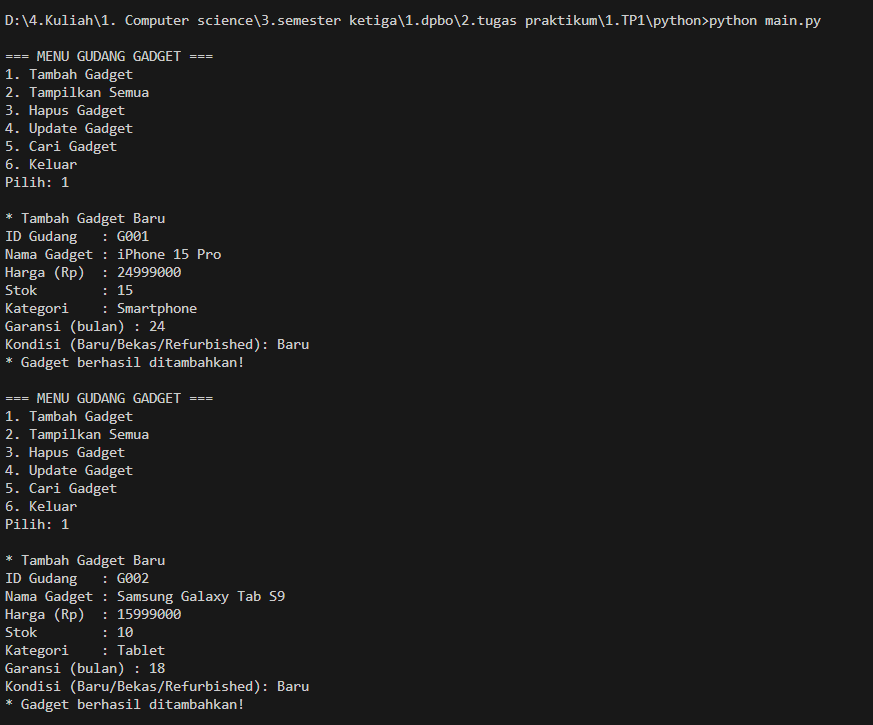 D:\4.Kuliah\1. Computer science\3.semester ketiga\1.dpbo\2.tugas praktikum\1.TP1\python>python main.py
=== MENU GUDANG GADGET ===
1. Tambah Gadget
2. Tampilkan Semua
3. Hapus Gadget
4. Update Gadget
5. Cari Gadget
6. Keluar
Pilih: 1
* Tambah Gadget Baru
ID Gudang   : G001
Nama Gadget : iPhone 15 Pro
Harga (Rp)  : 24999000
Stok        : 15
Kategori    : Smartphone
Garansi (bulan) : 24
Kondisi (Baru/Bekas/Refurbished): Baru
* Gadget berhasil ditambahkan!
=== MENU GUDANG GADGET ===
1. Tambah Gadget
2. Tampilkan Semua
3. Hapus Gadget
4. Update Gadget
5. Cari Gadget
6. Keluar
Pilih: 1
* Tambah Gadget Baru
ID Gudang   : G002
Nama Gadget : Samsung Galaxy Tab S9
Harga (Rp)  : 15999000
Stok        : 10
Kategori    : Tablet
Garansi (bulan) : 18
Kondisi (Baru/Bekas/Refurbished): Baru
* Gadget berhasil ditambahkan!